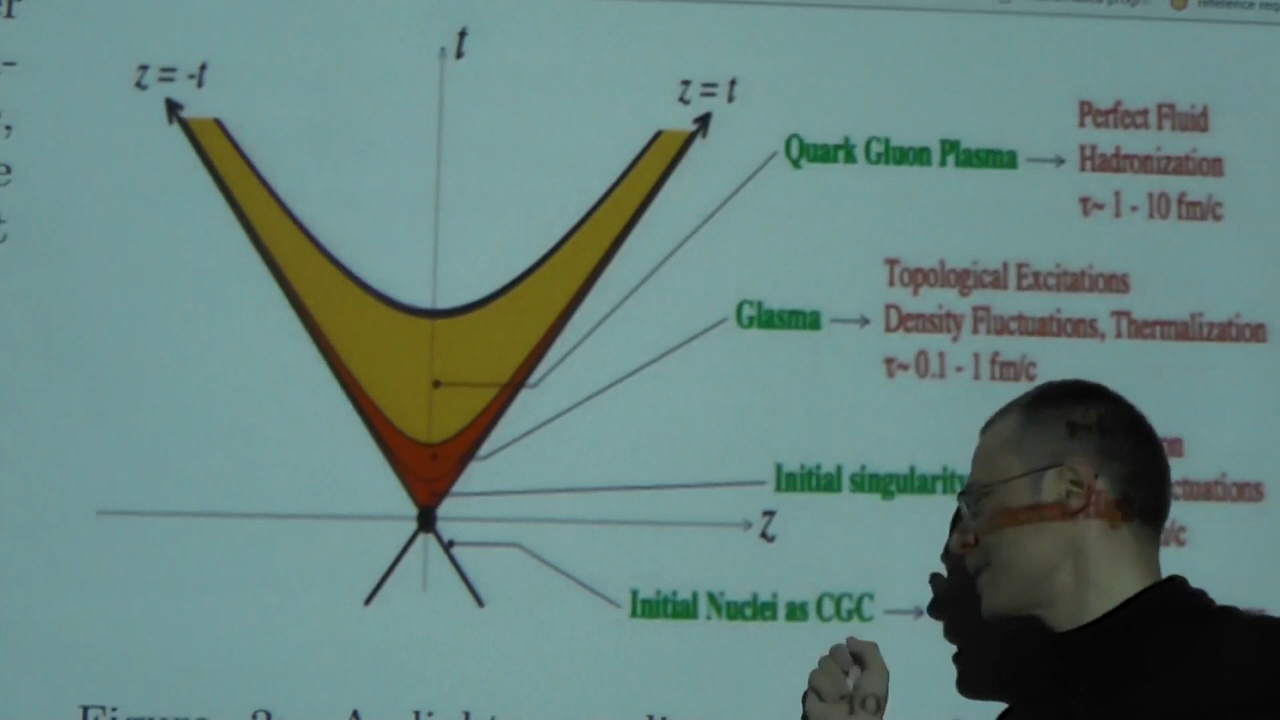 t
z = -t
z = t
Quark Gluon Plasma
Perfect Fluid
Hadronization
τ~ 1 - 10 fm/c
Glasma
Topological Excitations
Density Fluctuations, Thermalization
τ~ 0.1 - 1 fm/c
Initial singularity
z
Initial Nuclei as CGC